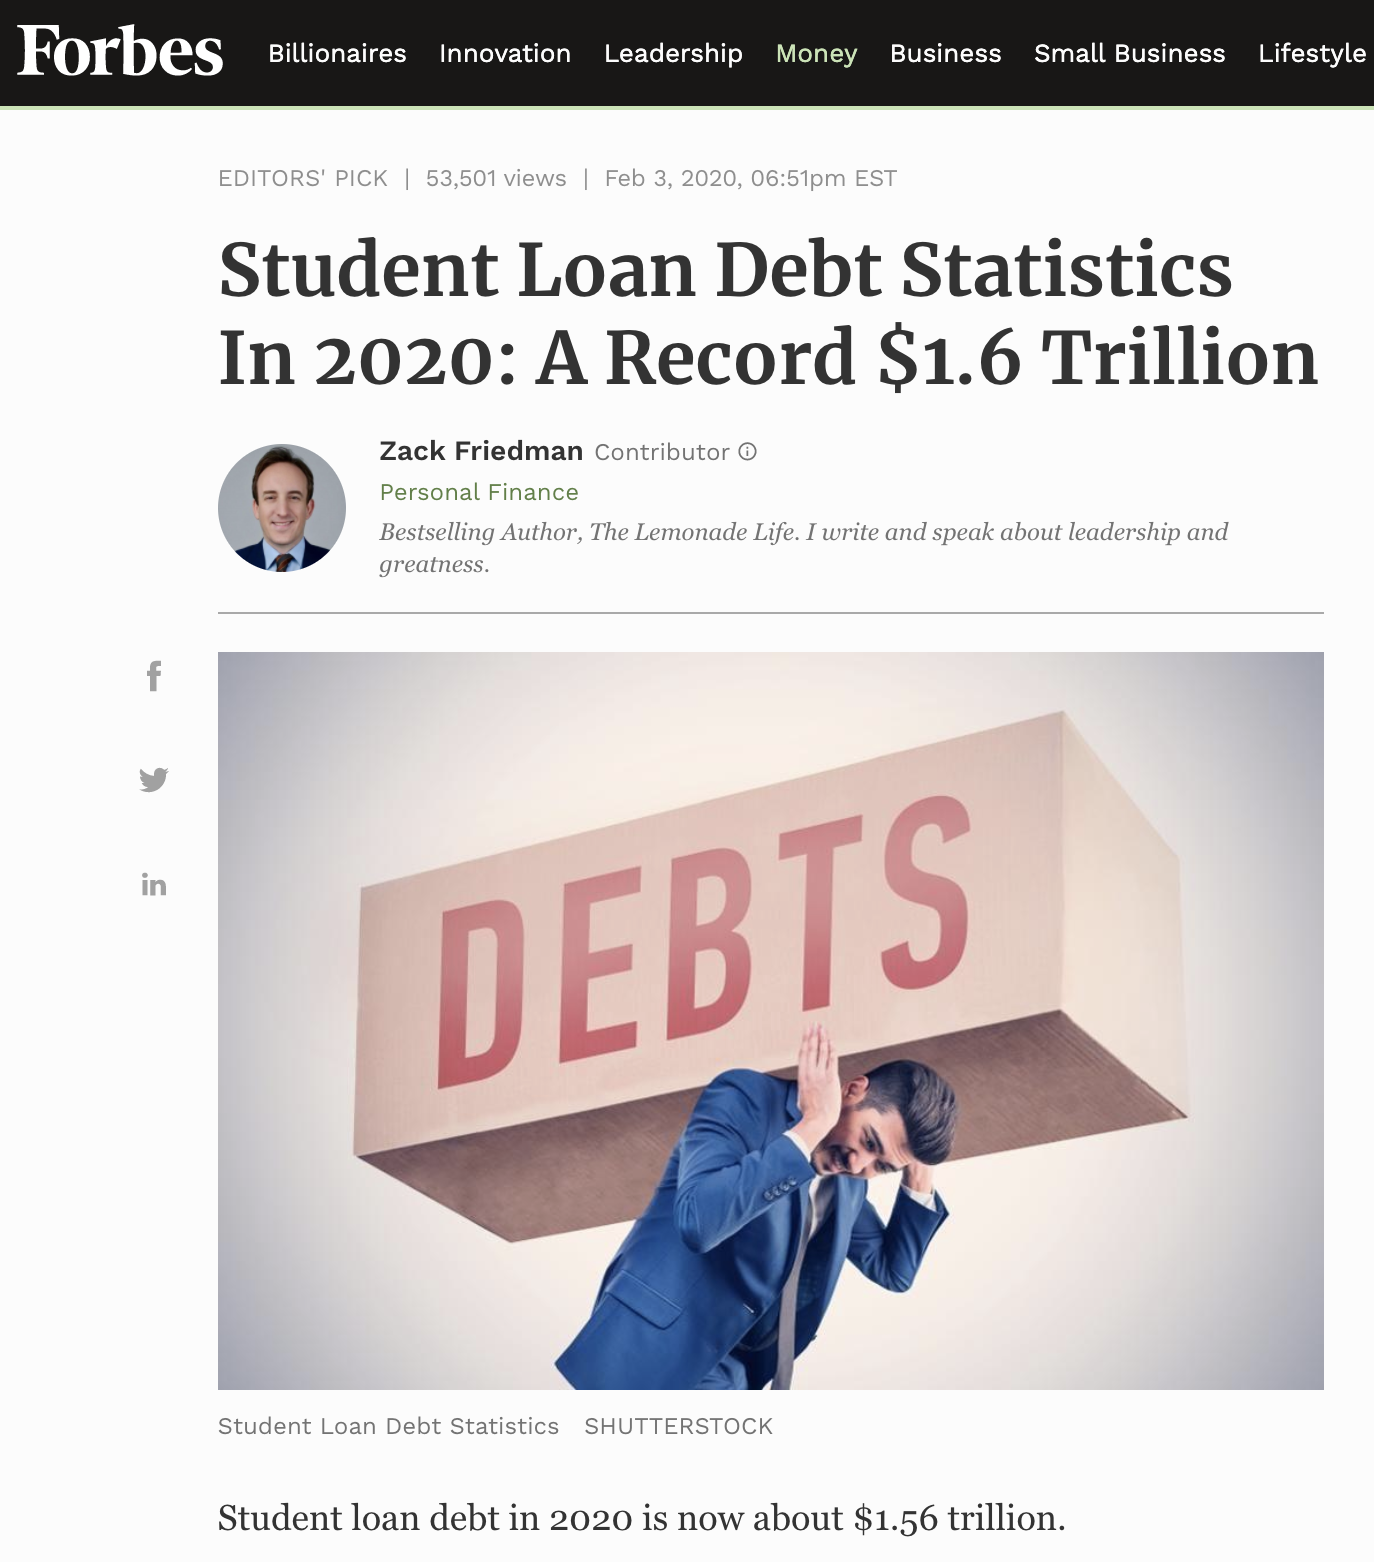 Forbes Billionaires Innovation Leadership Money Business Small Business Lifestyle
EDITORS' PICK | 53,501 views | Feb 3, 2020, 06:51pm EST
Student Loan Debt Statistics
In 2020: A Record $1.6 Trillion
Zack Friedman Contributor
Personal Finance
Bestselling Author, The Lemonade Life. I write and speak about leadership and
greatness.
f
in
DEBTS
Student Loan Debt Statistics SHUTTERSTOCK
Student loan debt in 2020 is now about $1.56 trillion.